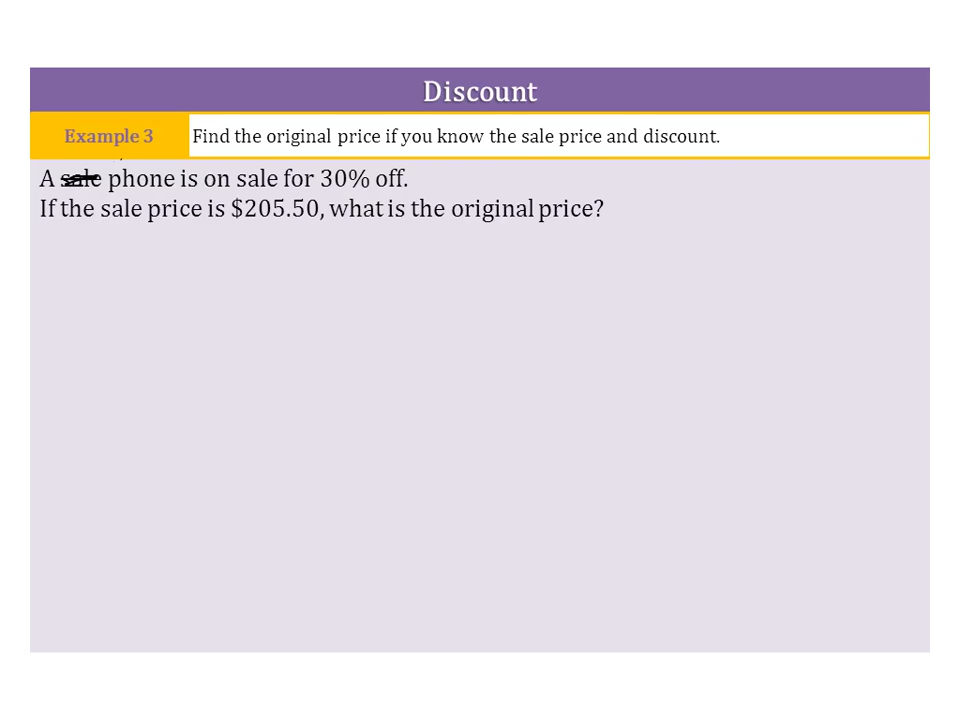 Discount
Example 3
Find the original price if you know the sale price and discount.
A sale phone is on sale for 30% off.
If the sale price is $205.50, what is the original price?